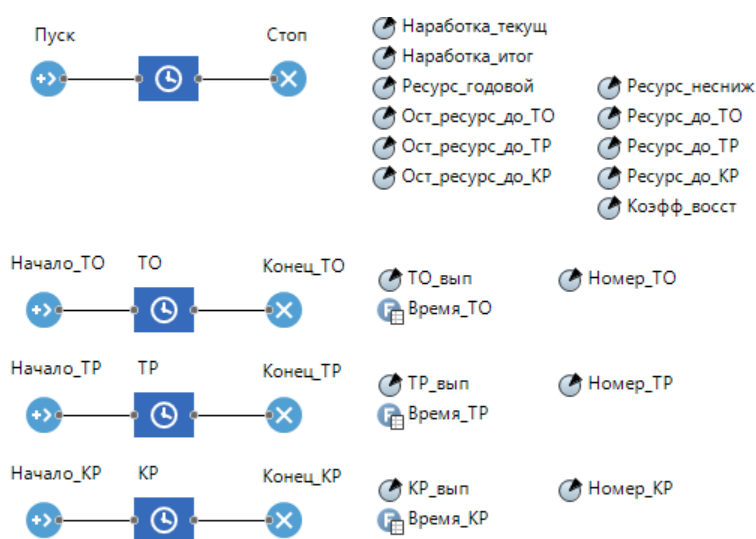 Пуск
Стоп
Наработка_текущ
Наработка_итог
Ресурс_годовой
Ресурс_несниж
Ост_ресурс_до_ТО
Ресурс_до_ТО
Ост_ресурс_до_ТР
Ресурс_до_ТР
Ост_ресурс_до_КР
Ресурс_до_КР
Коэфф_восст
Начало_ТО
ТО
Конец_ТО
ТО_вып
Номер_ТО
Время_ТО
Начало_ТР
ТР
Конец_ТР
ТР_вып
Номер_ТР
Время_ТР
Начало_КР
КР
Конец_КР
КР_вып
Номер_КР
Время_КР